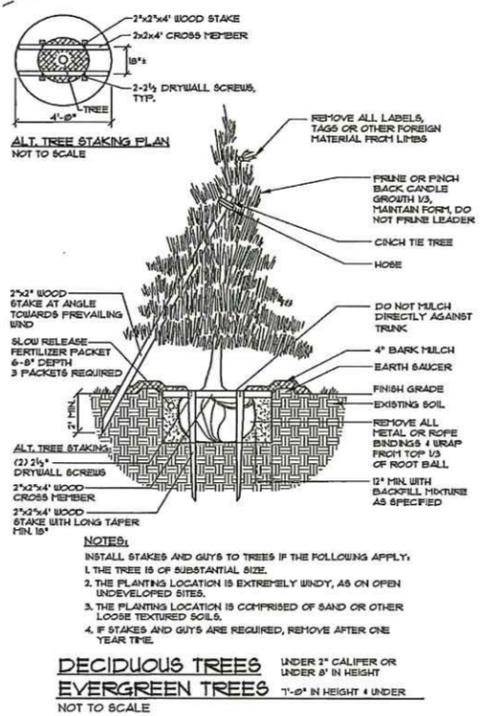 2"x2"x4' WOOD STAKE
2x2x4' CROSS MEMBER
18"±
2-2½ DRYWALL SCREWS,
TYP.
TREE
4'-0"
ALT. TREE STAKING PLAN
NOT TO SCALE
REMOVE ALL LABELS,
TAGS OR OTHER FOREIGN
MATERIAL FROM LIMBS
PRUNE OR PINCH
BACK CANDLE
GROWTH 1/3,
MAINTAIN FORM, DO
NOT PRUNE LEADER
CINCH TIE TREE
HOSE
2"x2" WOOD
STAKE AT ANGLE
TOWARDS PREVAILING
WIND
SLOW RELEASE
FERTILIZER PACKET
6-8" DEPTH
3 PACKETS REQUIRED
2' MIN.
ALT. TREE STAKING
(2) 2½"
DRYWALL SCREWS
2"x2"x4' WOOD
CROSS MEMBER
2"x2"x4' WOOD
STAKE WITH LONG TAPER
MIN. 18"
DO NOT MULCH
DIRECTLY AGAINST
TRUNK
4" BARK MULCH
EARTH SAUCER
FINISH GRADE
EXISTING SOIL
REMOVE ALL
METAL OR ROPE
BINDINGS & WRAP
FROM TOP 1/3
OF ROOT BALL
12" MIN. WITH
BACKFILL MIXTURE
AS SPECIFIED
NOTES:
INSTALL STAKES AND GUYS TO TREES IF THE FOLLOWING APPLY:
1. THE TREE IS OF SUBSTANTIAL SIZE.
2. THE PLANTING LOCATION IS EXTREMELY WINDY, AS ON OPEN
UNDEVELOPED SITES.
3. THE PLANTING LOCATION IS COMPRISED OF SAND OR OTHER
LOOSE TEXTURED SOILS.
4. IF STAKES AND GUYS ARE REQUIRED, REMOVE AFTER ONE
YEAR TIME.
DECIDUOUS TREES UNDER 2" CALIPER OR
UNDER 8' IN HEIGHT
EVERGREEN TREES 7'-0" IN HEIGHT & UNDER
NOT TO SCALE